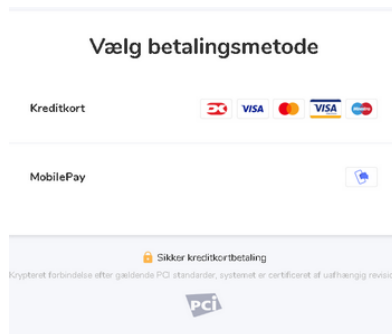 Vælg betalingsmetode
Kreditkort VISA VISA
MobilePay
Sikker kreditkortbetaling
Krypteret forbindelse efter gældende PCI standarder, systemet er certificeret af uafhængig revisio
PCI